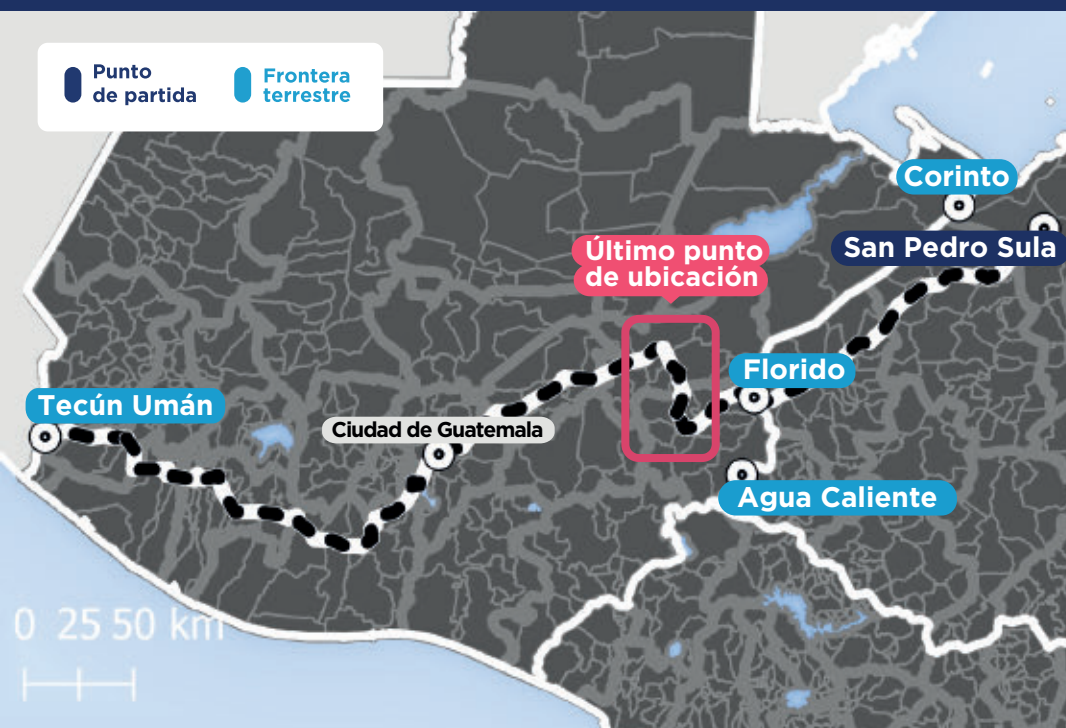 Punto
de partida
Frontera
terrestre
Corinto
San Pedro Sula
Último punto
de ubicación
Florido
Tecún Umán
Ciudad de Guatemala
Agua Caliente
0 25 50 km